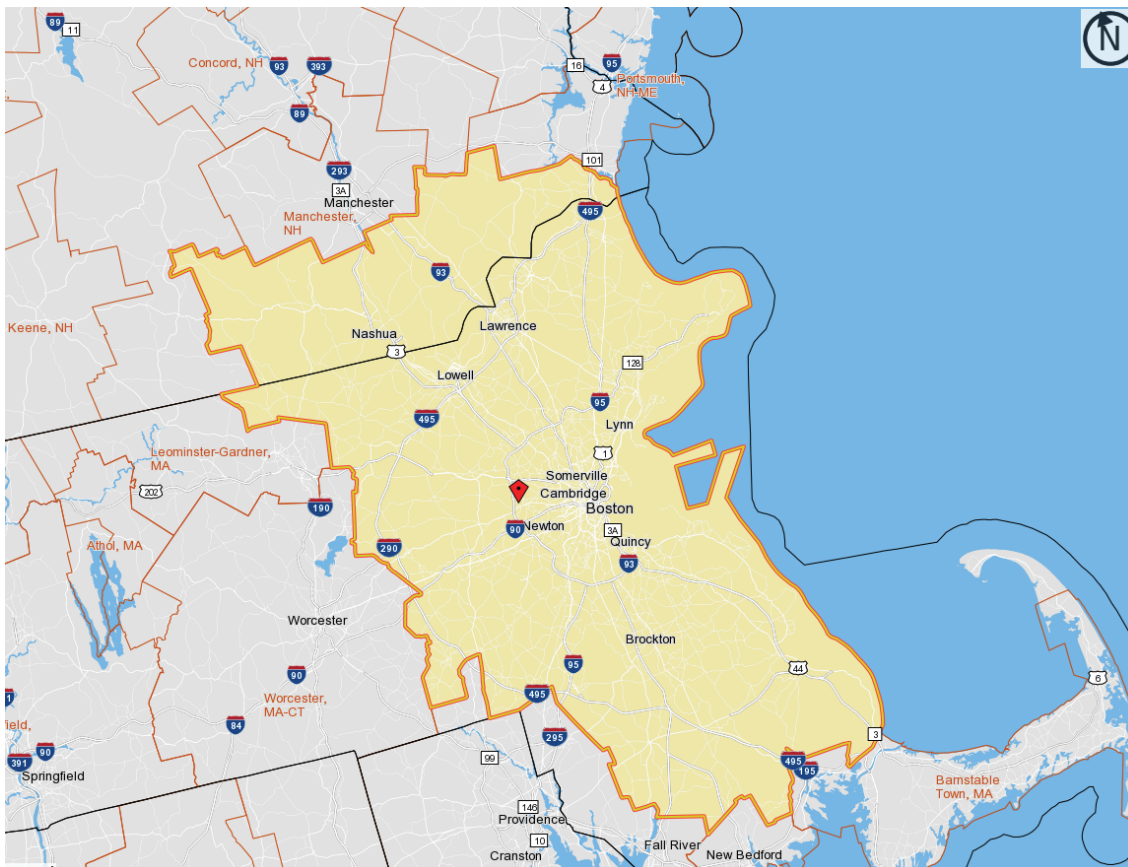 89
11
Concord, NH
93
393
89
16
95
4
Portsmouth,
NH-ME
N
293
3A
Manchester
101
Manchester,
NH
495
93
Keene, NH
Nashua
3
Lawrence
128
Lowell
495
95
Lynn
1
Leominster-Gardner,
MA
202
190
Somerville
Cambridge
Boston
90
Newton
3A
Quincy
93
Athol, MA
290
Worcester
Brockton
95
44
90
495
6
Worcester,
MA-CT
84
field,
90
391
Springfield
295
99
3
495
195
Barnstable
Town, MA
146
Providence
10
Cranston
Fall River
New Bedford